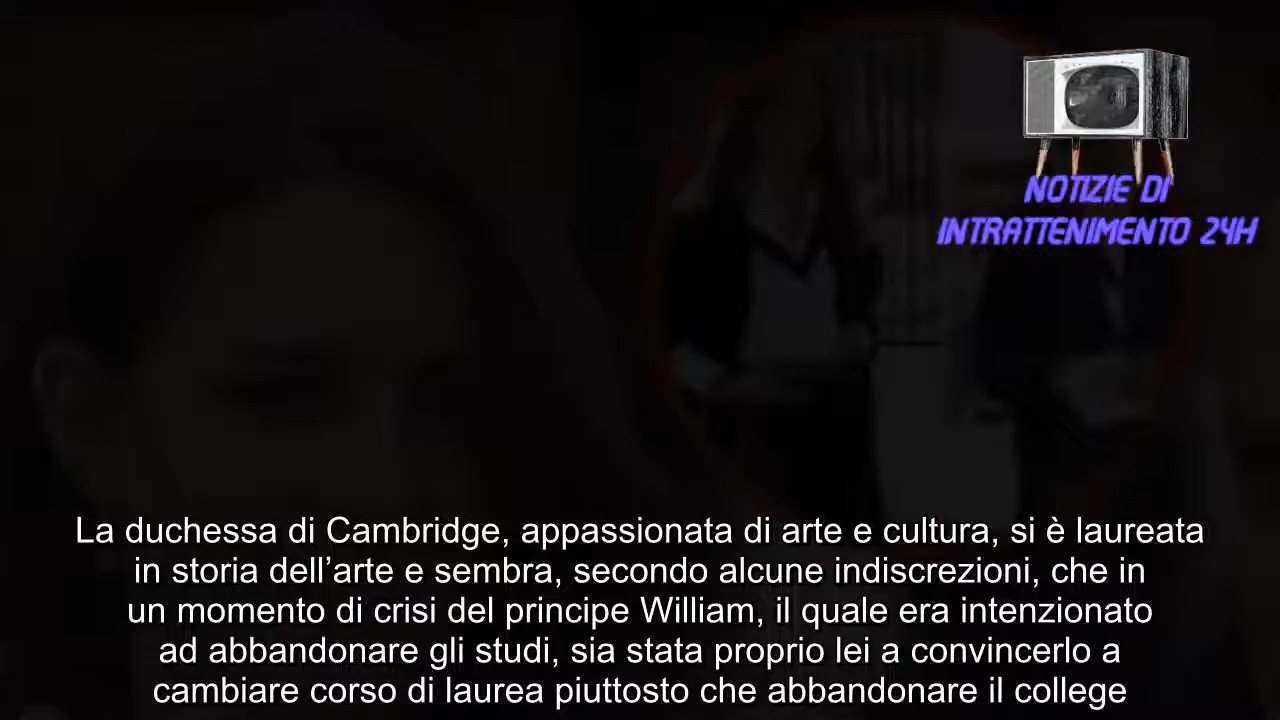 NOTIZIE DI
INTRATTENIMENTO 24H
La duchessa di Cambridge, appassionata di arte e cultura, si è laureata
in storia dell’arte e sembra, secondo alcune indiscrezioni, che in
un momento di crisi del principe William, il quale era intenzionato
ad abbandonare gli studi, sia stata proprio lei a convincerlo a
cambiare corso di laurea piuttosto che abbandonare il college